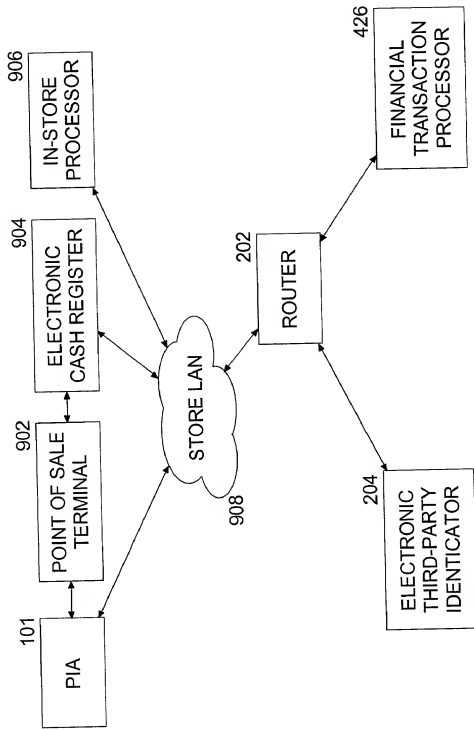 101
PIA
902
POINT OF SALE
TERMINAL
904
ELECTRONIC
CASH REGISTER
906
IN-STORE
PROCESSOR
STORE LAN
908
202
ROUTER
204
ELECTRONIC
THIRD-PARTY
IDENTICATOR
426
FINANCIAL
TRANSACTION
PROCESSOR